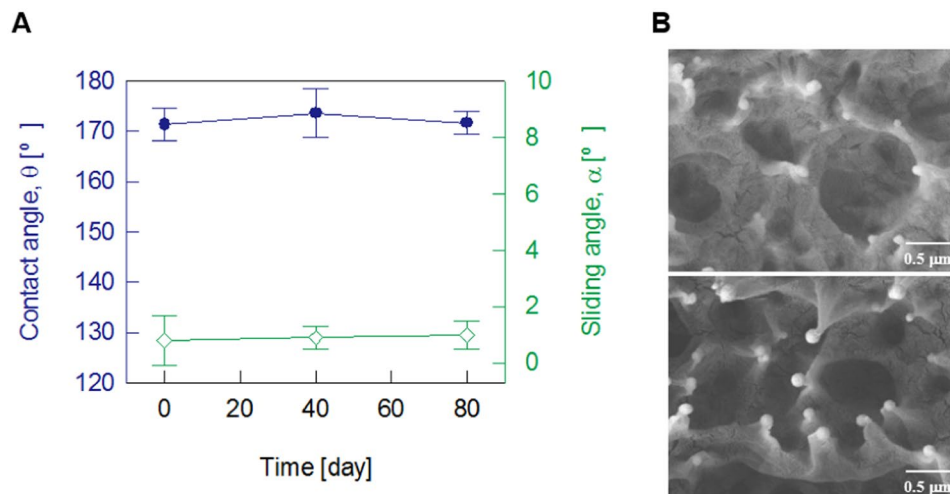 A
B
Contact angle, θ [°]
180
170
160
150
140
130
120
10
8
6
4
2
0
Sliding angle, α [°]
0
20
40
60
80
Time [day]
0.5 μm
0.5 μm